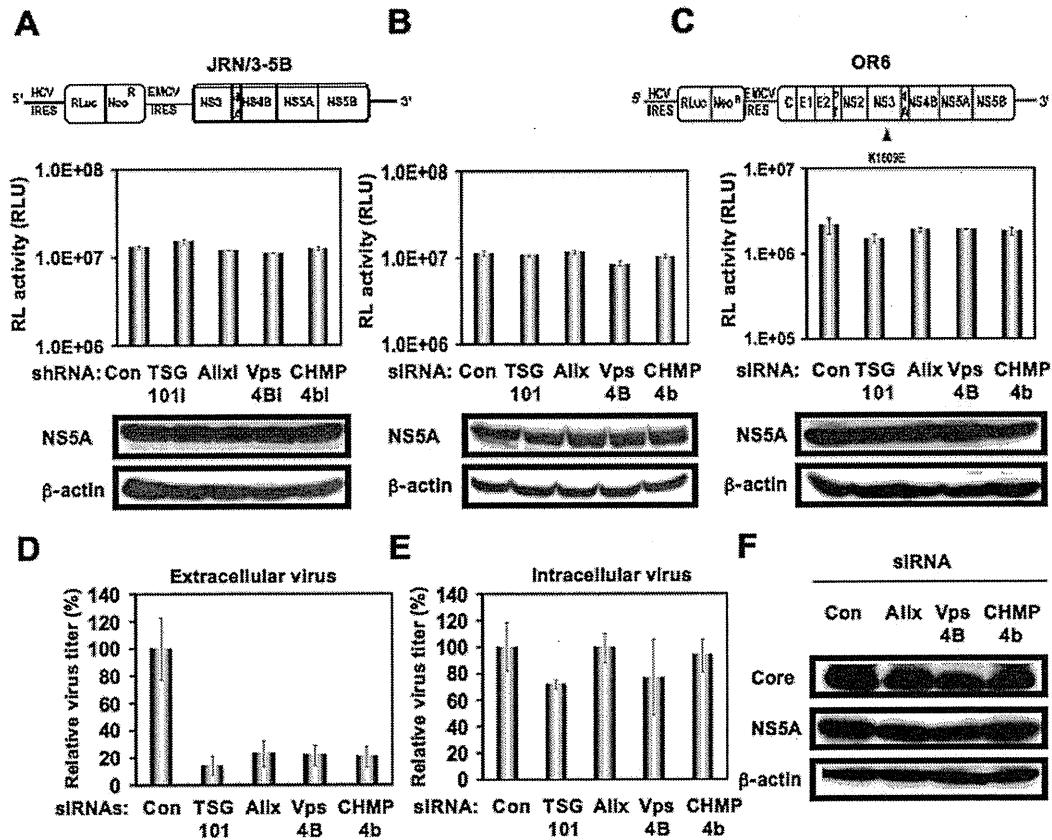 A
B
C
JRN/3-5B
OR6
5' HCV IRES RLuc Neo R EMCV IRES NS3 NS4B NS5A NS5B 3'
5' HCV IRES RLuc Neo R EMCV IRES C E1 E2 NS2 NS3 NS4B NS5A NS5B 3'
K1609E
RL activity (RLU)
1.0E+08
1.0E+07
1.0E+06
RL activity (RLU)
1.0E+08
1.0E+07
1.0E+06
RL activity (RLU)
1.E+07
1.E+06
1.E+05
shRNA: Con TSG 101i Alixi Vps 4Bi CHMP 4bi
siRNA: Con TSG 101 Alix Vps 4B CHMP 4b
siRNA: Con TSG 101 Alix Vps 4B CHMP 4b
NS5A
β-actin
NS5A
β-actin
NS5A
β-actin
D
E
F
Extracellular virus
Relative virus titer (%)
140
120
100
80
60
40
20
0
siRNAs: Con TSG 101 Alix Vps 4B CHMP 4b
Intracellular virus
Relative virus titer (%)
140
120
100
80
60
40
20
0
siRNA: Con TSG 101 Alix Vps 4B CHMP 4b
siRNA
Con Alix Vps 4B CHMP 4b
Core
NS5A
β-actin